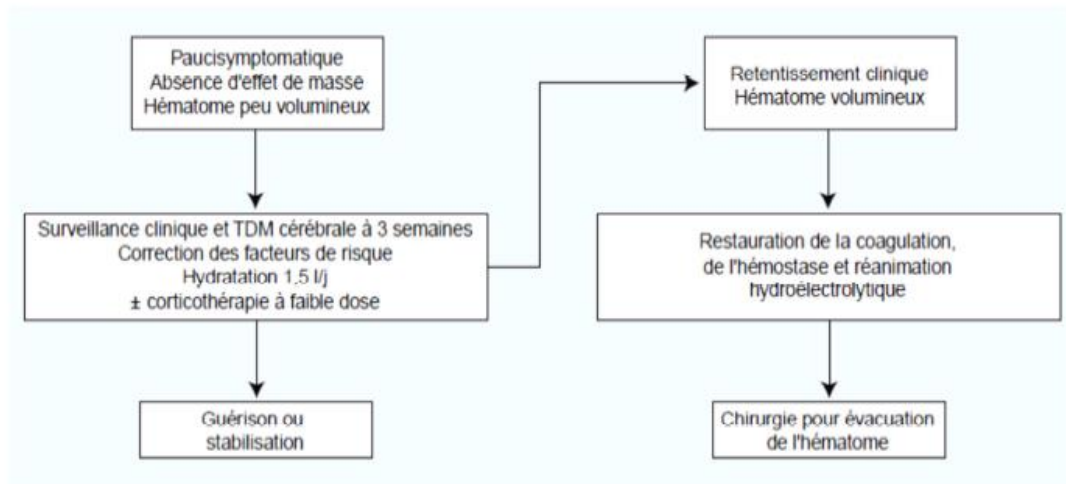 Paucisymptomatique
Absence d'effet de masse
Hématome peu volumineux
Surveillance clinique et TDM cérébrale à 3 semaines
Correction des facteurs de risque
Hydratation 1,5 l/j
± corticothérapie à faible dose
Guérison ou
stabilisation
Retentissement clinique
Hématome volumineux
Restauration de la coagulation,
de l'hémostase et réanimation
hydroélectrolytique
Chirurgie pour évacuation
de l'hématome